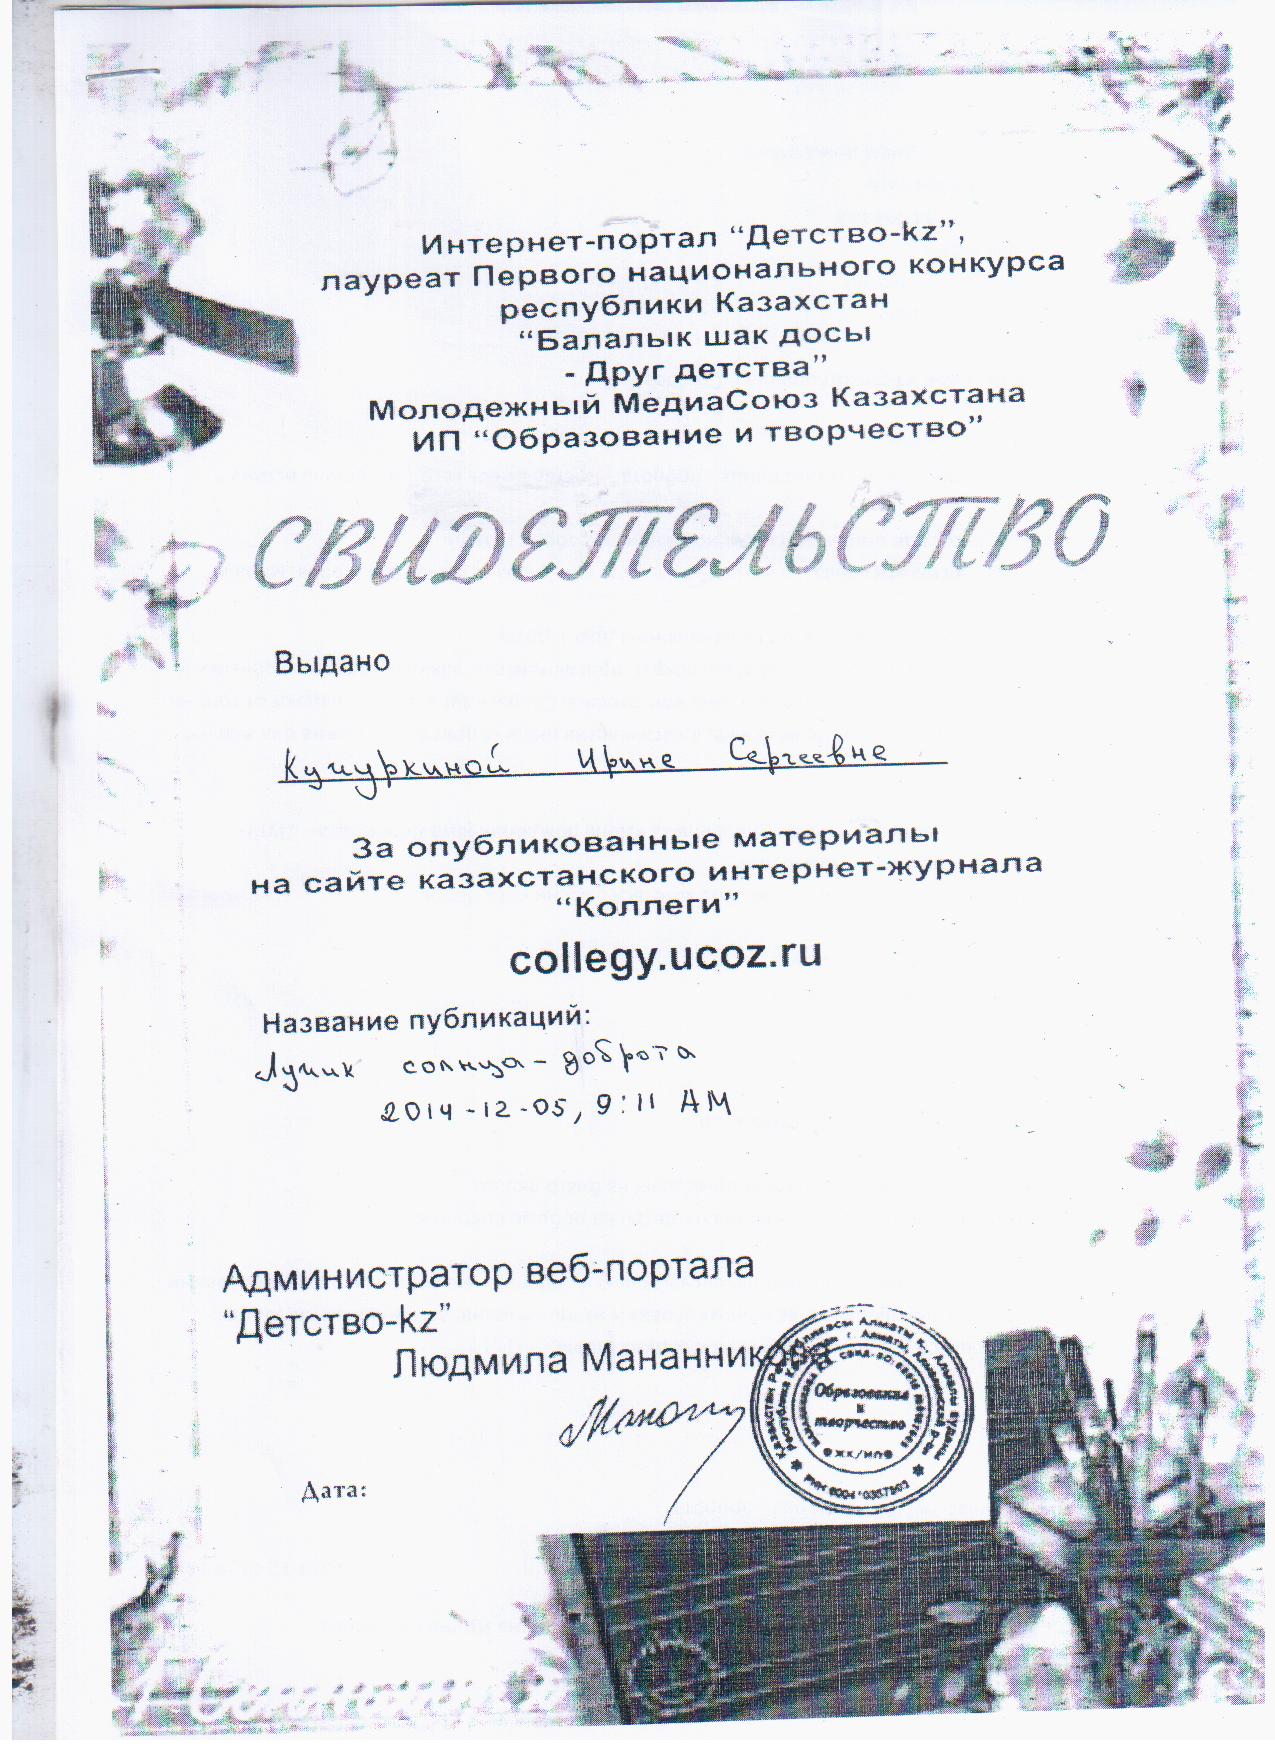 Интернет-портал “Детство-kz”,
лауреат Первого национального конкурса
республики Казахстан
“Балалык шак досы
- Друг детства”
Молодежный МедиаСоюз Казахстана
ИП “Образование и творчество”
СВИДЕТЕЛЬСТВО
Выдано
Кучуркиной Ирине Сергеевне
За опубликованные материалы
на сайте казахстанского интернет-журнала
“Коллеги”
collegy.ucoz.ru
Название публикаций:
Лучик солнца - доброта
2014-12-05, 9:11 AM
Администратор веб-портала
“Детство-kz”
Людмила Мананникова
Образование
и
творчество
Дата: